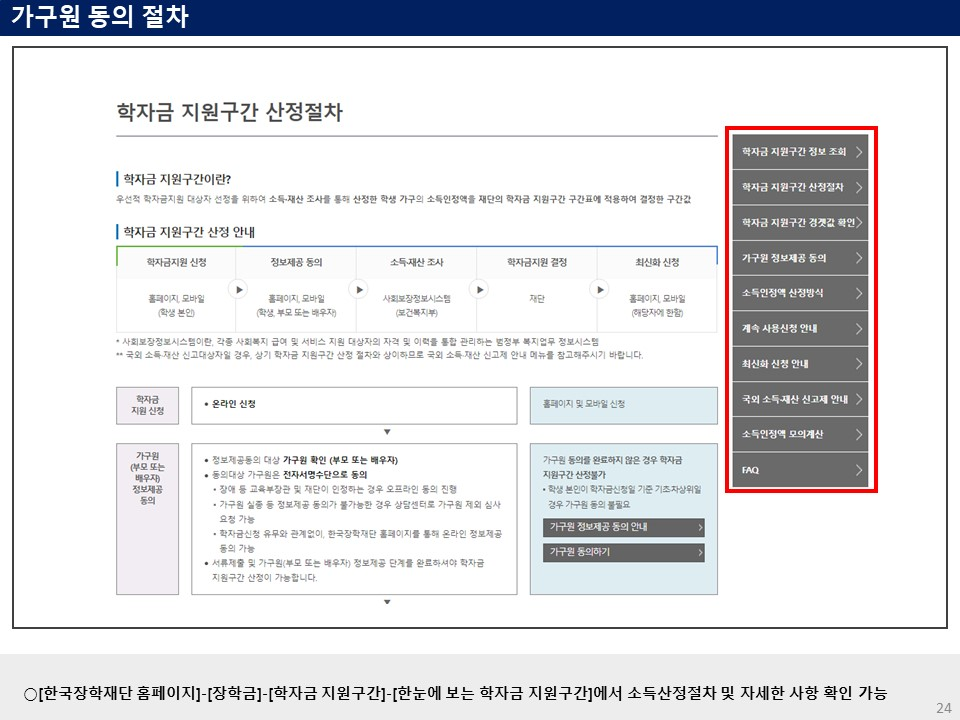 가구원 동의 절차
학자금 지원구간 산정절차
학자금 지원구간이란?
우선적 학자금지원 대상자 선정을 위하여 소득·재산 조사를 통해 산정한 학생 가구의 소득인정액을 재단의 학자금 지원구간 구간표에 적용하여 결정한 구간값
학자금 지원구간 산정 안내
학자금지원 신청
홈페이지, 모바일
(학생 본인)
정보제공 동의
홈페이지, 모바일
(학생, 부모 또는 배우자)
소득·재산 조사
사회보장정보시스템
(보건복지부)
학자금지원 결정
재단
최신화 신청
홈페이지, 모바일
(해당자에 한함)
* 사회보장정보시스템이란, 각종 사회복지 급여 및 서비스 지원 대상자의 자격 및 이력을 통합 관리하는 범정부 복지업무 정보시스템
** 국외 소득·재산 신고대상자일 경우, 상기 학자금 지원구간 산정 절차와 상이하므로 국외 소득·재산 신고제 안내 메뉴를 참고해주시기 바랍니다.
학자금
지원 신청
• 온라인 신청
홈페이지 및 모바일 신청
가구원
(부모 또는
배우자)
정보제공
동의
• 정보제공동의 대상 가구원 확인 (부모 또는 배우자)
• 동의대상 가구원은 전자서명수단으로 동의
• 장애 등 교육부장관 및 재단이 인정하는 경우 오프라인 동의 진행
• 가구원 실종 등 정보제공 동의가 불가능한 경우 상담센터로 가구원 제외 심사
요청 가능
• 학자금신청 유무와 관계없이, 한국장학재단 홈페이지를 통해 온라인 정보제공
동의 가능
• 서류제출 및 가구원(부모 또는 배우자) 정보제공 단계를 완료하셔야 학자금
지원구간 산정이 가능합니다.
가구원 동의를 완료하지 않은 경우 학자금
지원구간 산정불가
• 학생 본인이 학자금신청일 기준 기초·차상위일
경우 가구원 동의 불필요
가구원 정보제공 동의 안내
가구원 동의하기
학자금 지원구간 정보 조회
학자금 지원구간 산정절차
학자금 지원구간 경곗값 확인
가구원 정보제공 동의
소득인정액 산정방식
계속 사용신청 안내
최신화 신청 안내
국외 소득·재산 신고제 안내
소득인정액 모의계산
FAQ
○[한국장학재단 홈페이지]-[장학금]-[학자금 지원구간]-[한눈에 보는 학자금 지원구간]에서 소득산정절차 및 자세한 사항 확인 가능
24